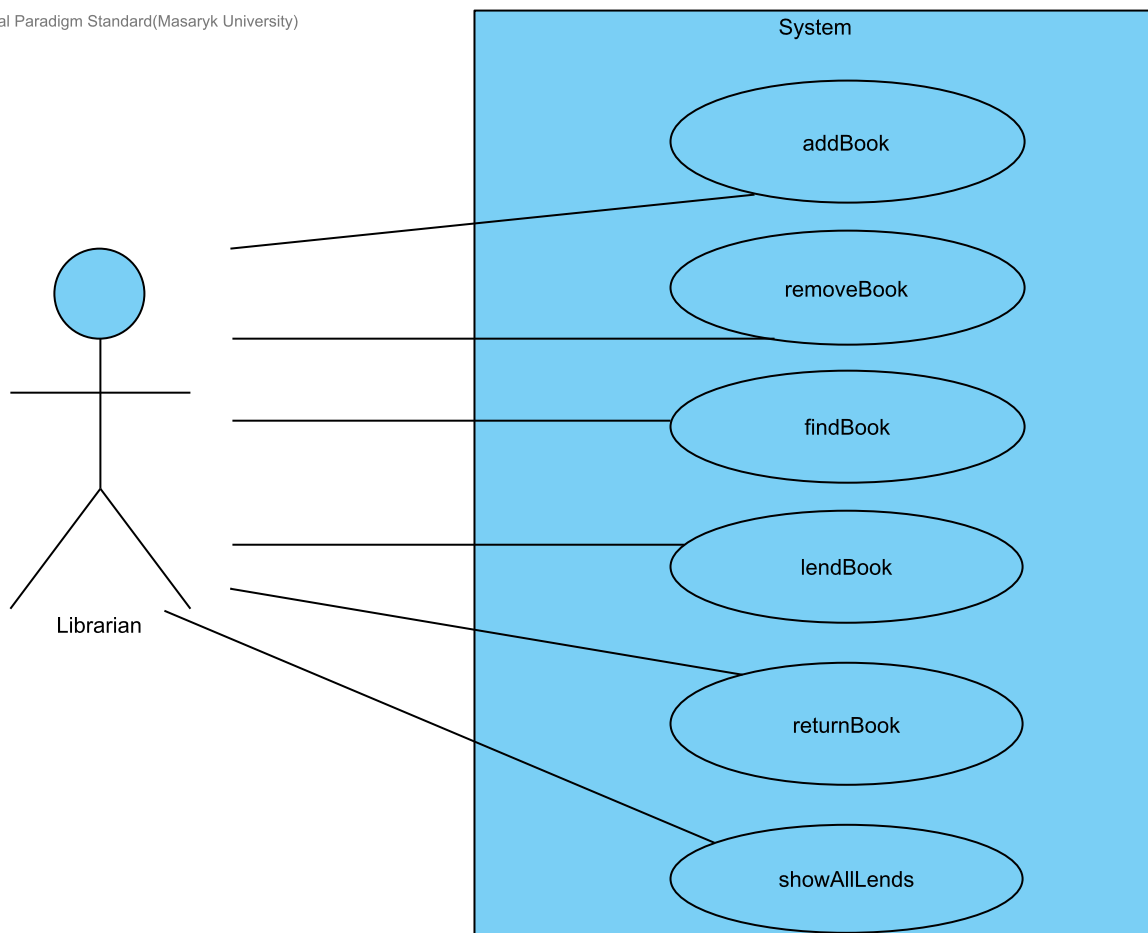 al Paradigm Standard(Masaryk University)
System
addBook
removeBook
findBook
lendBook
Librarian
returnBook
showAllLends